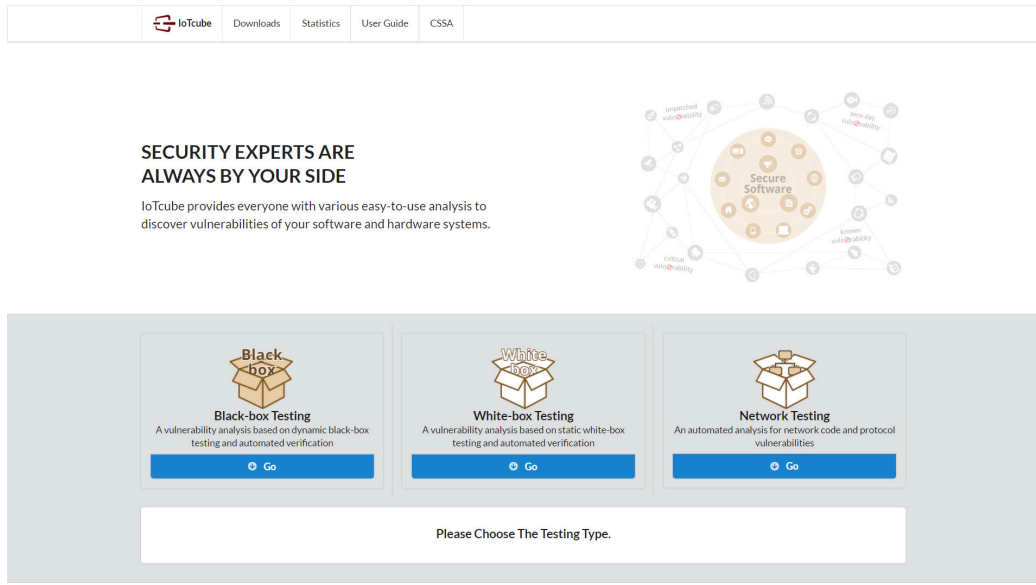 IoTcube
Downloads
Statistics
User Guide
CSSA
SECURITY EXPERTS ARE
ALWAYS BY YOUR SIDE
IoTcube provides everyone with various easy-to-use analysis to
discover vulnerabilities of your software and hardware systems.
unpatched
vulnerability
zero-day
vulnerability
Secure
Software
known
vulnerability
critical
vulnerability
Black
box
Black-box Testing
A vulnerability analysis based on dynamic black-box
testing and automated verification
Go
White
box
White-box Testing
A vulnerability analysis based on static white-box
testing and automated verification
Go
Network Testing
An automated analysis for network code and protocol
vulnerabilities
Go
Please Choose The Testing Type.